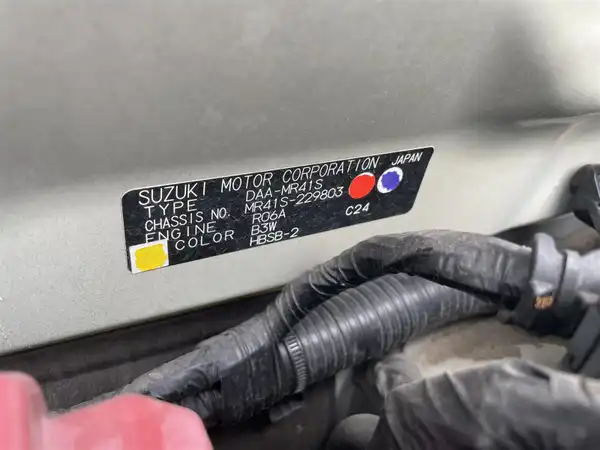 SUZUKI MOTOR CORPORATION JAPAN
TYPE DAA-MR41S
CHASSIS NO. MR41S-229803
ENGINE R06A C24
COLOR B3W
HBSB-2